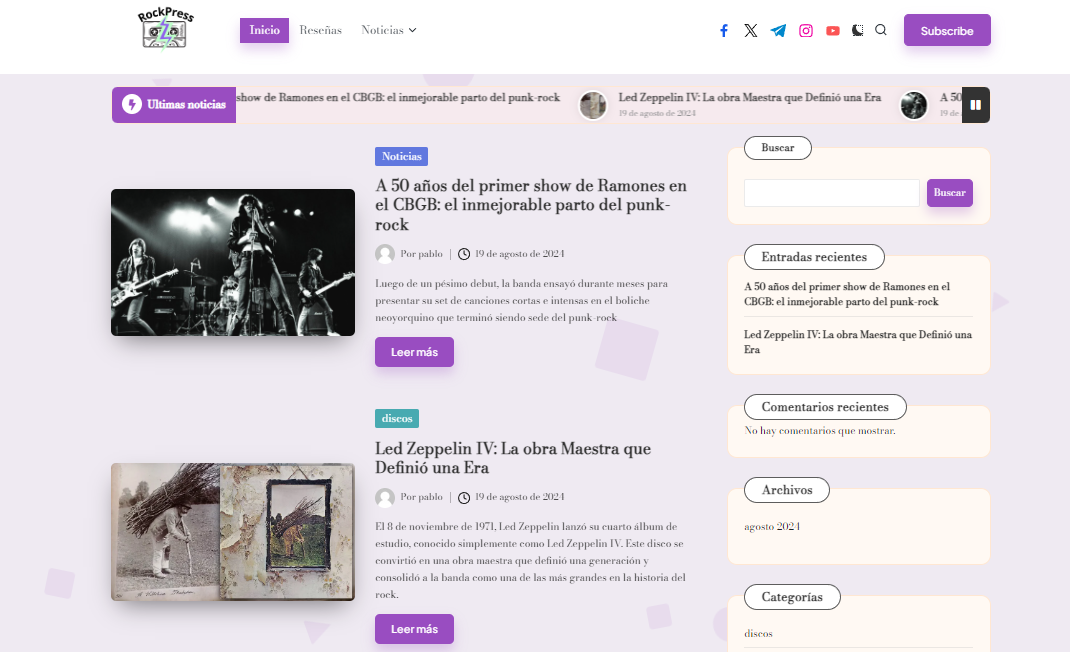 RockPress
Inicio
Reseñas
Noticias
Subscribe
Ultimas noticias
show de Ramones en el CBGB: el inmejorable parto del punk-rock
Led Zeppelin IV: La obra Maestra que Definió una Era
19 de agosto de 2024
A 50
19 de
Noticias
A 50 años del primer show de Ramones en
el CBGB: el inmejorable parto del punk-
rock
Por pablo | 19 de agosto de 2024
Luego de un pésimo debut, la banda ensayó durante meses para
presentar su set de canciones cortas e intensas en el boliche
neoyorquino que terminó siendo sede del punk-rock
Leer más
discos
Led Zeppelin IV: La obra Maestra que
Definió una Era
Por pablo | 19 de agosto de 2024
El 8 de noviembre de 1971, Led Zeppelin lanzó su cuarto álbum de
estudio, conocido simplemente como Led Zeppelin IV. Este disco se
convirtió en una obra maestra que definió una generación y
consolidó a la banda como una de las más grandes en la historia del
rock.
Leer más
Buscar
Buscar
Entradas recientes
A 50 años del primer show de Ramones en el
CBGB: el inmejorable parto del punk-rock
Led Zeppelin IV: La obra Maestra que Definió una
Era
Comentarios recientes
No hay comentarios que mostrar.
Archivos
agosto 2024
Categorías
discos